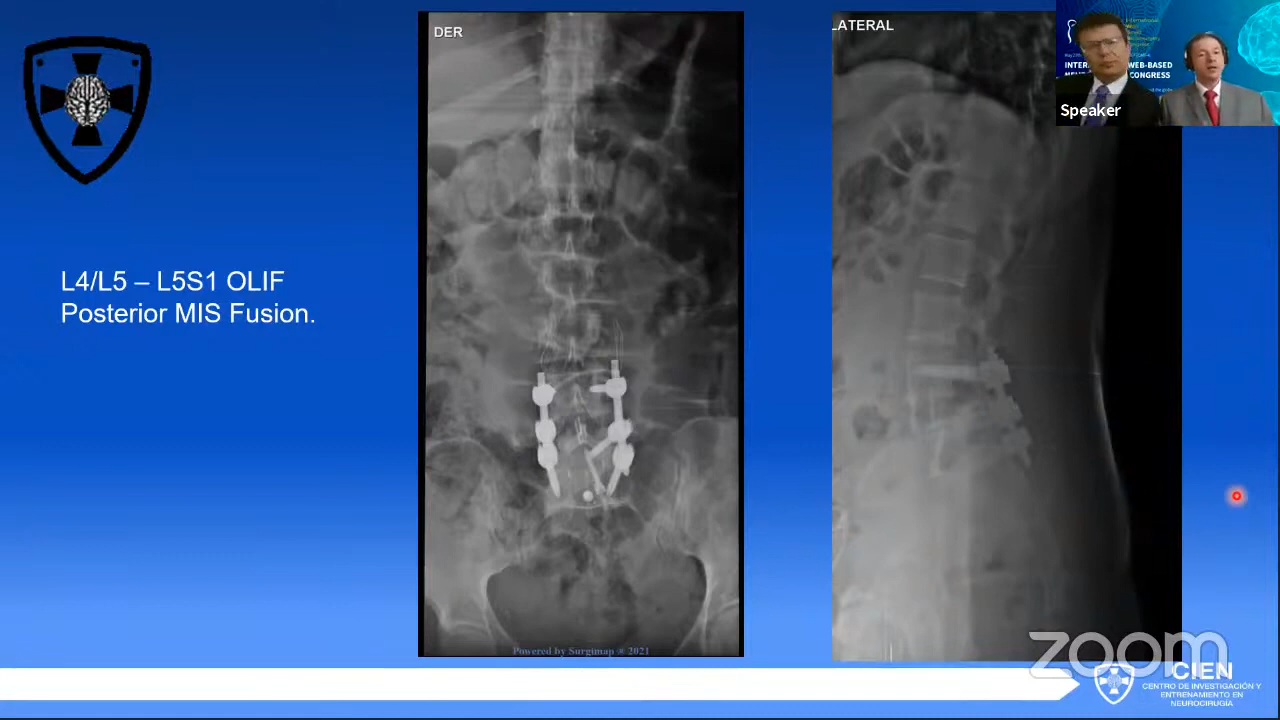 DER
LATERAL
Speaker
WEB-BASED
CONGRESS
L4/L5 – L5S1 OLIF
Posterior MIS Fusion.
Powered by Surgimap ® 2021
zoom
CIEN
CENTRO DE INVESTIGACIÓN Y
ENTRENAMIENTO EN
NEUROCIRUGÍA